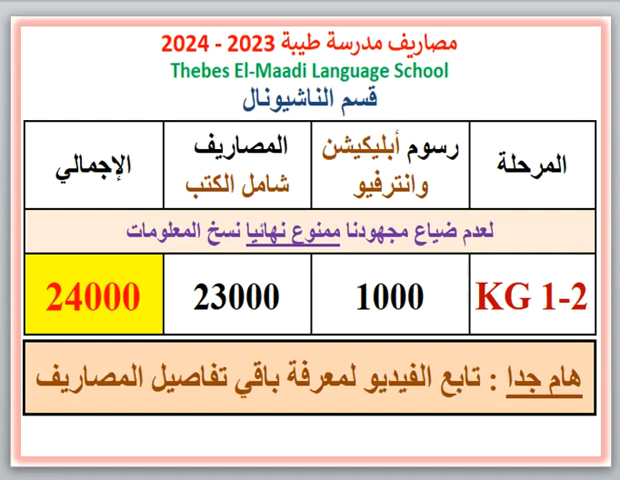 مصاريف مدرسة طيبة 2023 - 2024
Thebes El-Maadi Language School
قسم الناشيونال
المرحلة
رسوم أبليكيشن
وانترفيو
المصاريف
شامل الكتب
الإجمالي
لعدم ضياع مجهودنا ممنوع نهائيا نسخ المعلومات
KG 1-2
1000
23000
24000
هام جدا : تابع الفيديو لمعرفة باقي تفاصيل المصاريف